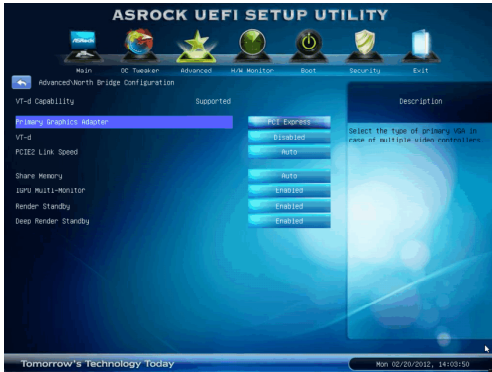 ASROCK UEFI SETUP UTILITY
Main OC Tweaker Advanced H/W Monitor Boot Security Exit
Advanced\North Bridge Configuration
VT-d Capability Supported
Description
Primary Graphics Adapter PCI Express
VT-d Disabled
PCIE2 Link Speed Auto
Select the type of primary VGA in
case of multiple video controllers.
Share Memory Auto
IGPU Multi-Monitor Enabled
Render Standby Enabled
Deep Render Standby Enabled
Tomorrow's Technology Today
Mon 02/20/2012, 14:03:50